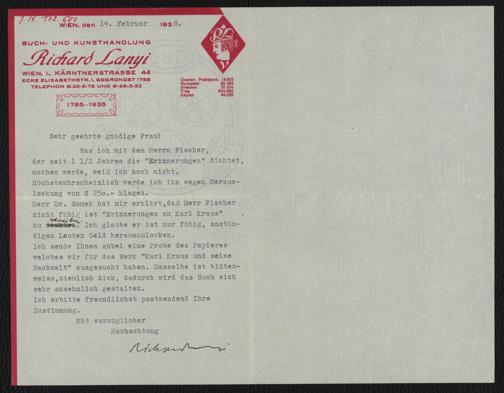 WIEN, den 14. Februar 1938.
BUCH- UND KUNSTHANDLUNG
Richard Lanyi
WIEN, I., KÄRNTNERSTRASSE 44
ECKE ELISABETHSTR. 1, GEGRÜNDET 1785
1785-1935
Sehr geehrte gnädige Frau!
Was ich mit dem Herrn Fischer,
der seit 1 1/2 Jahren die "Erinnerungen" dichtet,
machen werde, weiß ich noch nicht.
Höchstwahrscheinlich werde ich ihn wegen Heraus-
lockung von S 250.- klagen.
Herr Dr. Samek hat mir erklärt, daß Herr Fischer
nicht fähig ist "Erinnerungen an Karl Kraus"
schreiben
zu. Ich glaube er ist nur fähig, anstän-
digen Leuten Geld herauszulocken.
Ich sende Ihnen anbei eine Probe des Papieres
welches wir für das Werk "Karl Kraus und seine
Nachwelt" ausgesucht haben. Dasselbe ist blüten-
weiss, ziemlich dick, dadurch wird das Buch sich
sehr ansehnlich gestalten.
Ich erbitte freundlichst postwendend Ihre
Zustimmung.
Mit vorzüglicher
Hochachtung